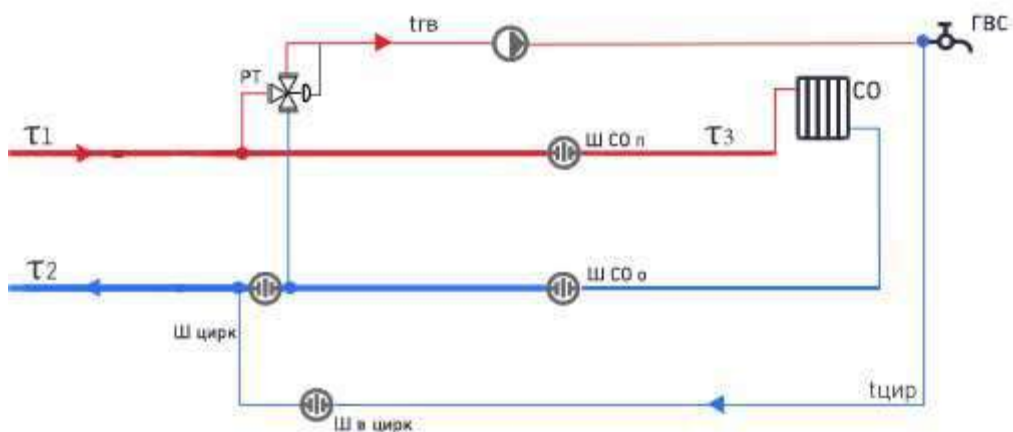 tгв
ГВС
РТ
СО
τ1
Ш СО п
τ3
τ2
Ш СО о
Ш цирк
tцир
Ш в цирк